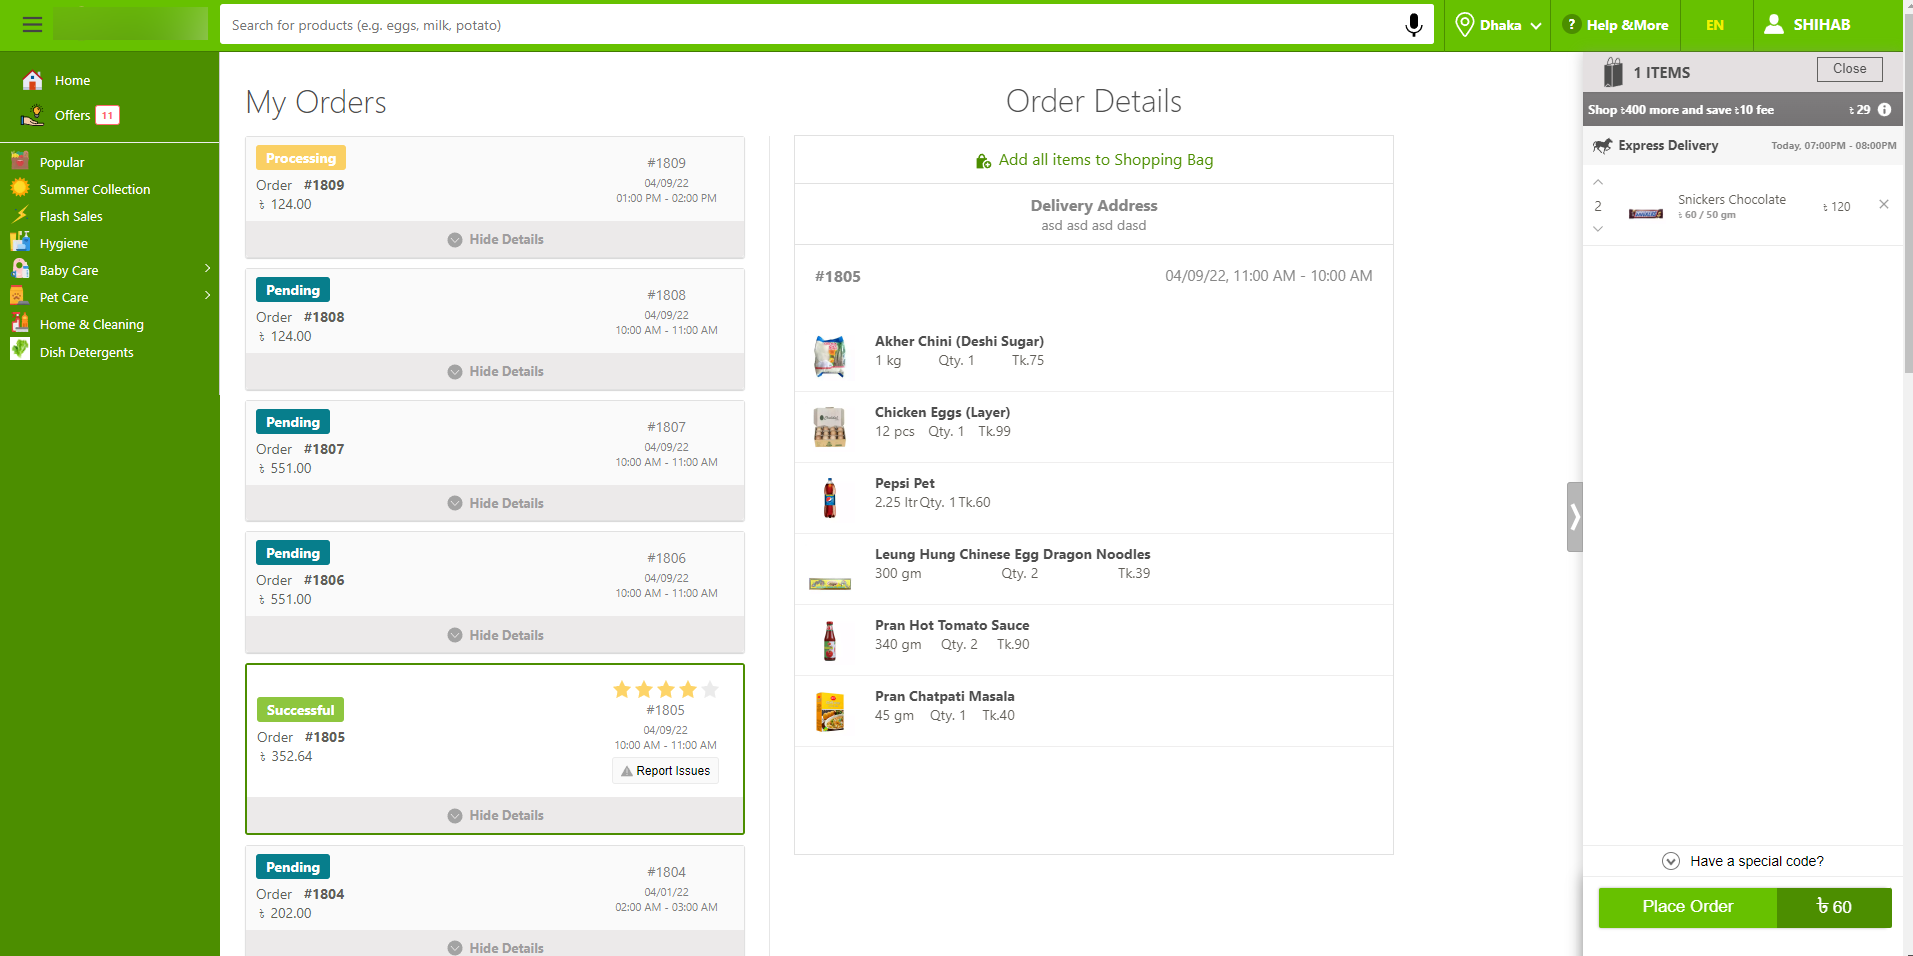 Search for products (e.g. eggs, milk, potato)
Dhaka
? Help &More
EN
SHIHAB
Home
Offers 11
Popular
Summer Collection
Flash Sales
Hygiene
Baby Care
Pet Care
Home & Cleaning
Dish Detergents
My Orders
Processing
Order #1809
৳ 124.00
#1809
04/09/22
01:00 PM - 02:00 PM
Hide Details
Pending
Order #1808
৳ 124.00
#1808
04/09/22
10:00 AM - 11:00 AM
Hide Details
Pending
Order #1807
৳ 551.00
#1807
04/09/22
10:00 AM - 11:00 AM
Hide Details
Pending
Order #1806
৳ 551.00
#1806
04/09/22
10:00 AM - 11:00 AM
Hide Details
Successful
Order #1805
৳ 352.64
#1805
04/09/22
10:00 AM - 11:00 AM
Report Issues
Hide Details
Pending
Order #1804
৳ 202.00
#1804
04/01/22
02:00 AM - 03:00 AM
Hide Details
Order Details
Add all items to Shopping Bag
Delivery Address
asd asd asd dasd
#1805 04/09/22, 11:00 AM - 10:00 AM
Akher Chini (Deshi Sugar)
1 kg Qty. 1 Tk.75
Chicken Eggs (Layer)
12 pcs Qty. 1 Tk.99
Pepsi Pet
2.25 ltr Qty. 1 Tk.60
Leung Hung Chinese Egg Dragon Noodles
300 gm Qty. 2 Tk.39
Pran Hot Tomato Sauce
340 gm Qty. 2 Tk.90
Pran Chatpati Masala
45 gm Qty. 1 Tk.40
1 ITEMS
Close
Shop ৳400 more and save ৳10 fee ৳ 29
Express Delivery Today, 07:00PM - 08:00PM
2
Snickers Chocolate
৳ 60 / 50 gm
৳ 120
Have a special code?
Place Order ৳ 60